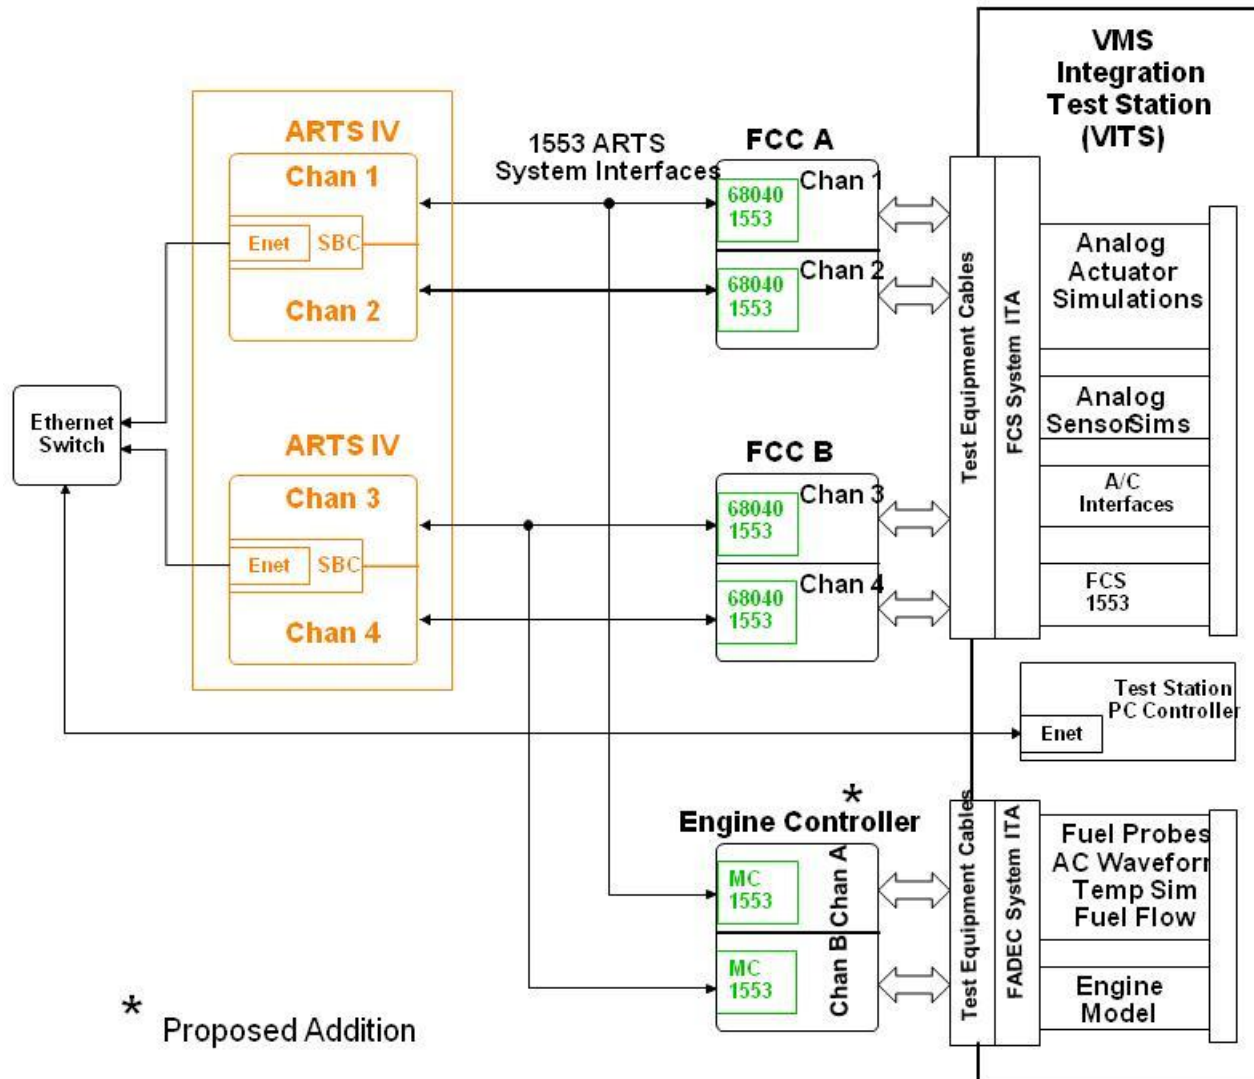 VMS
Integration
Test Station
(VITS)
ARTS IV
Chan 1
Enet
SBC
Chan 2
1553 ARTS
System Interfaces
FCC A
68040
1553
Chan 1
68040
1553
Chan 2
Test Equipment Cables
FCS System ITA
Analog
Actuator
Simulations
Analog
SensorSims
A/C
Interfaces
FCS
1553
Ethernet
Switch
ARTS IV
Chan 3
Enet
SBC
Chan 4
FCC B
68040
1553
Chan 3
68040
1553
Chan 4
Test Station
PC Controller
Enet
*
Engine Controller
MC
1553
Chan A
MC
1553
Chan B
Test Equipment Cables
FADEC System ITA
Fuel Probes
AC Waveform
Temp Sim
Fuel Flow
Engine
Model
* Proposed Addition